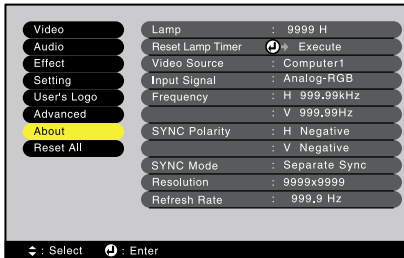 Video
Audio
Effect
Setting
User's Logo
Advanced
About
Reset All
Lamp : 9999 H
Reset Lamp Timer Execute
Video Source : Computer1
Input Signal : Analog-RGB
Frequency : H 999.99kHz
: V 999.99Hz
SYNC Polarity : H Negative
: V Negative
SYNC Mode : Separate Sync
Resolution : 9999x9999
Refresh Rate : 999.9 Hz
: Select : Enter